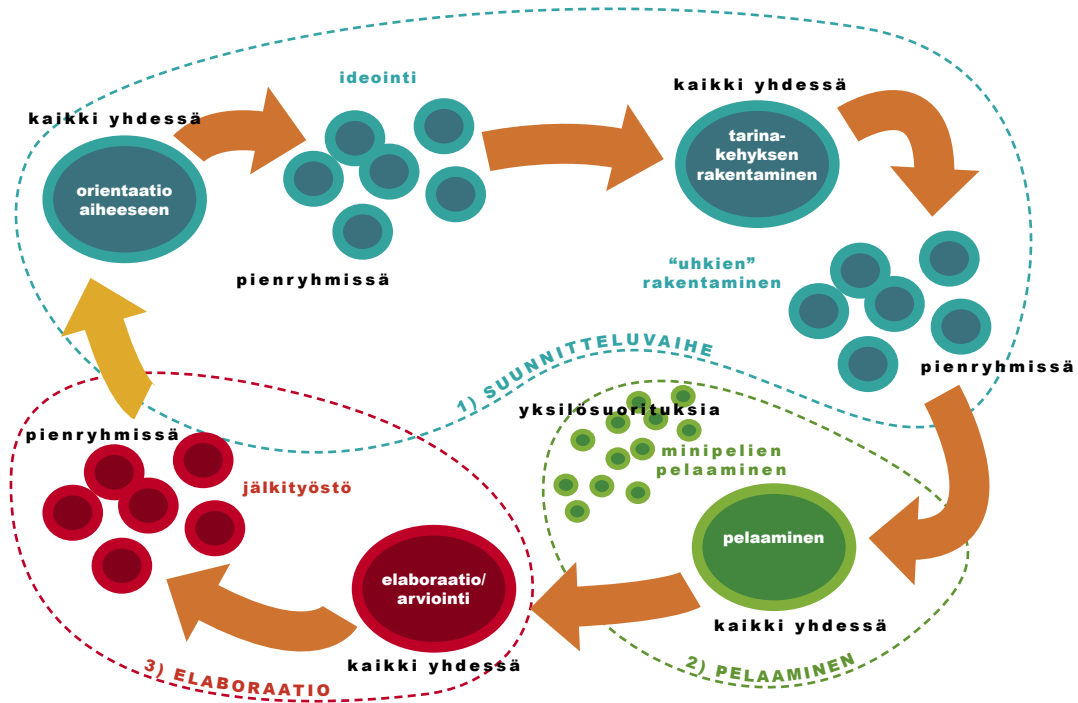 kaikki yhdessä
orientaatio
aiheeseen
ideointi
pienryhmissä
kaikki yhdessä
tarina-
kehyksen
rakentaminen
“uhkien”
rakentaminen
pienryhmissä
1) SUUNNITTELUVAIHE
yksilösuorituksia
minipelien
pelaaminen
pelaaminen
kaikki yhdessä
2) PELAAMINEN
elaboraatio/
arviointi
kaikki yhdessä
pienryhmissä
jälkityöstö
3) ELABORAATIO